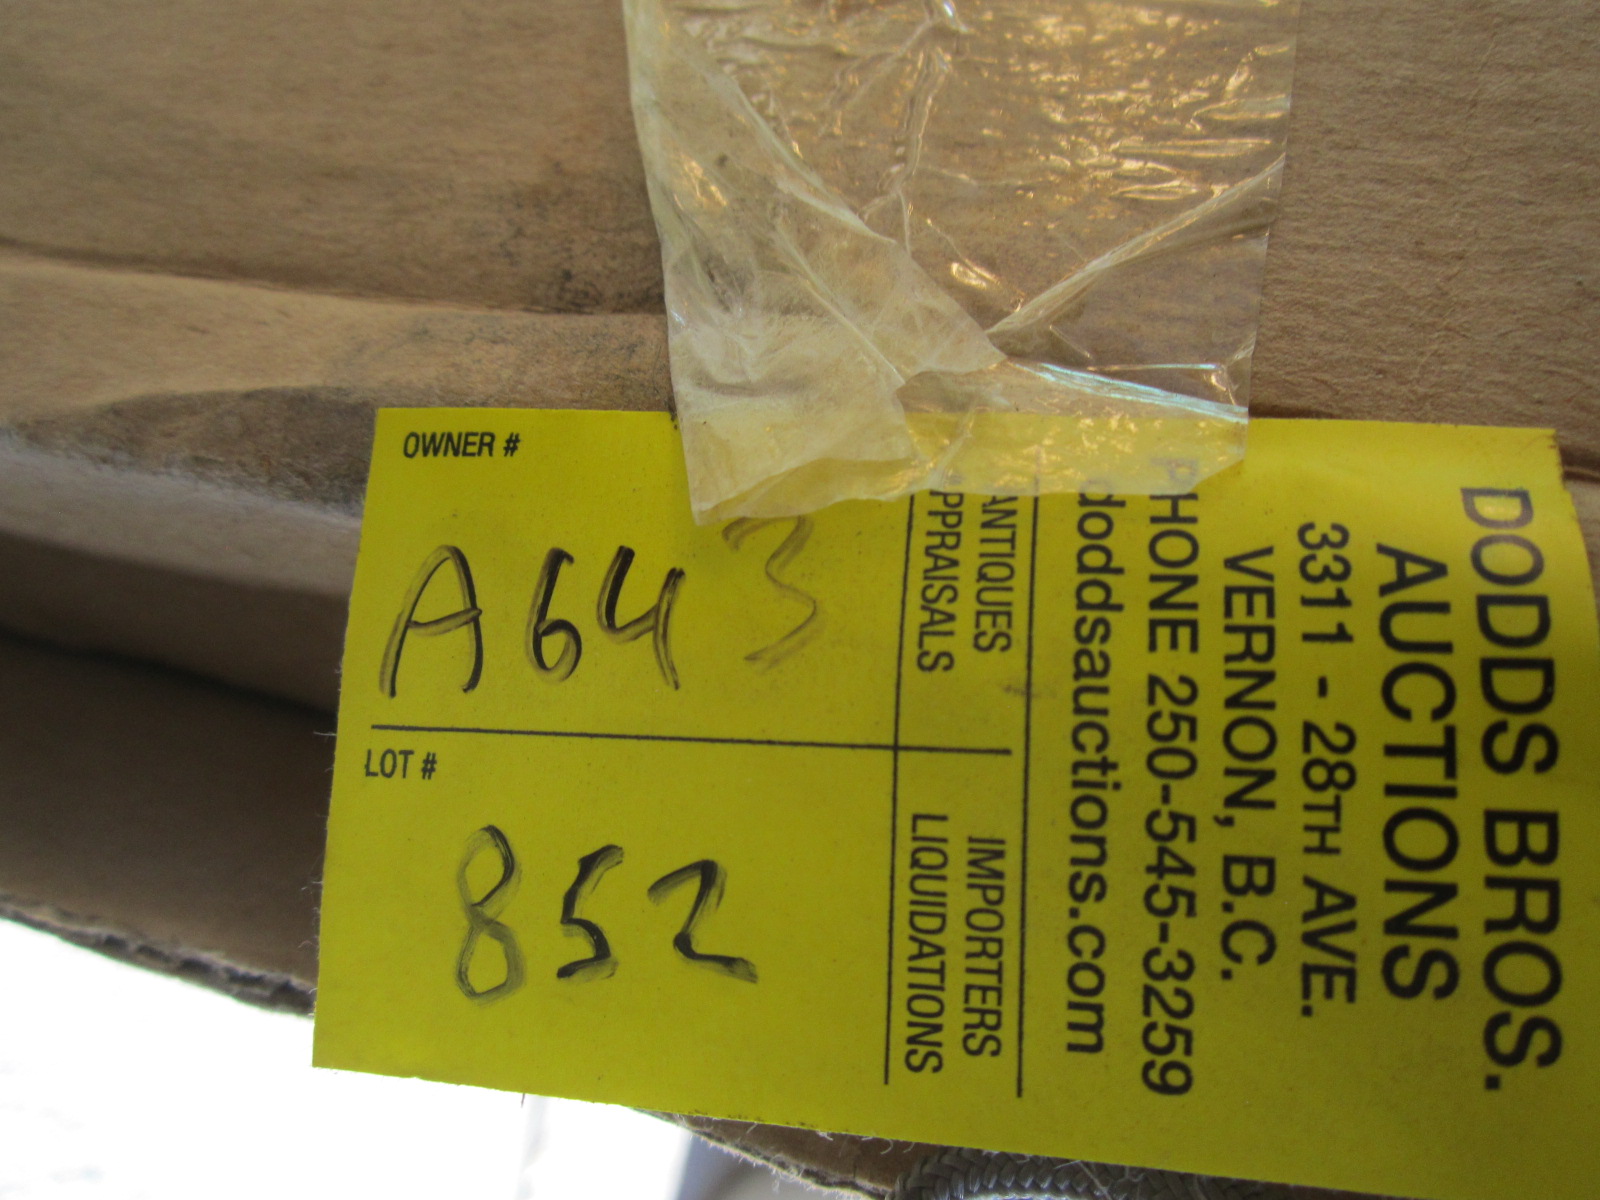 DODDS BROS.
AUCTIONS
3311 - 28TH AVE.
VERNON, B.C.
PHONE 250-545-3259
doddsauctions.com
ANTIQUES
APPRAISALS
IMPORTERS
LIQUIDATIONS
OWNER #
A643
LOT #
852